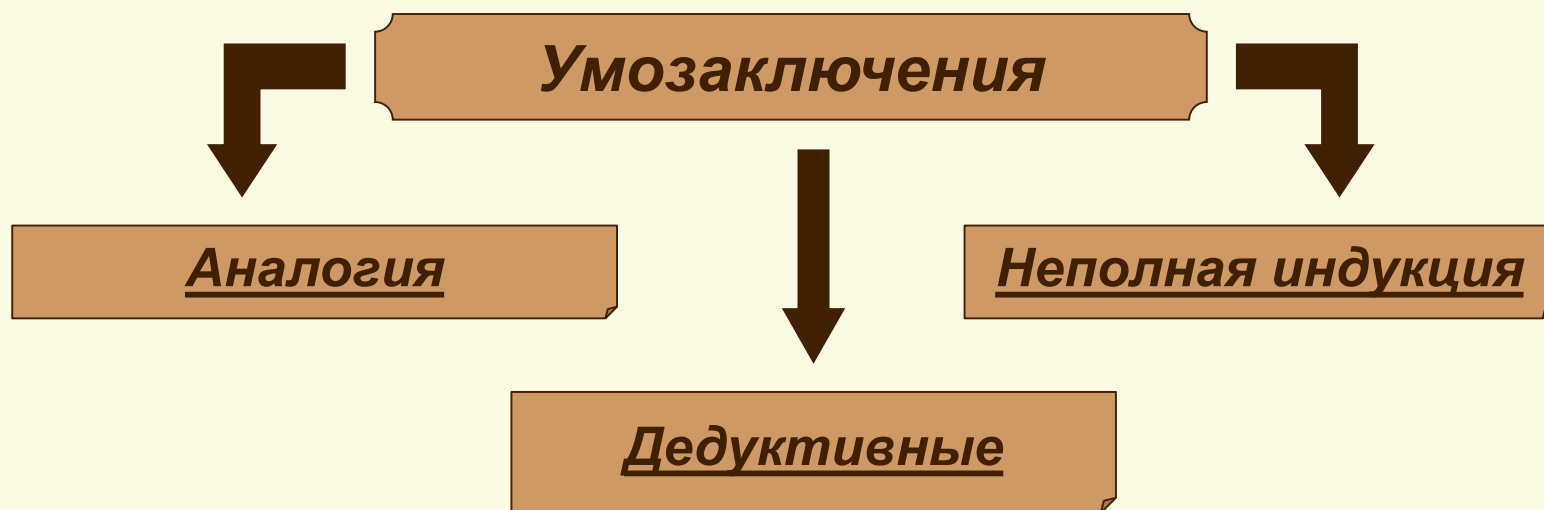 Умозаключения
Аналогия
Неполная индукция
Дедуктивные